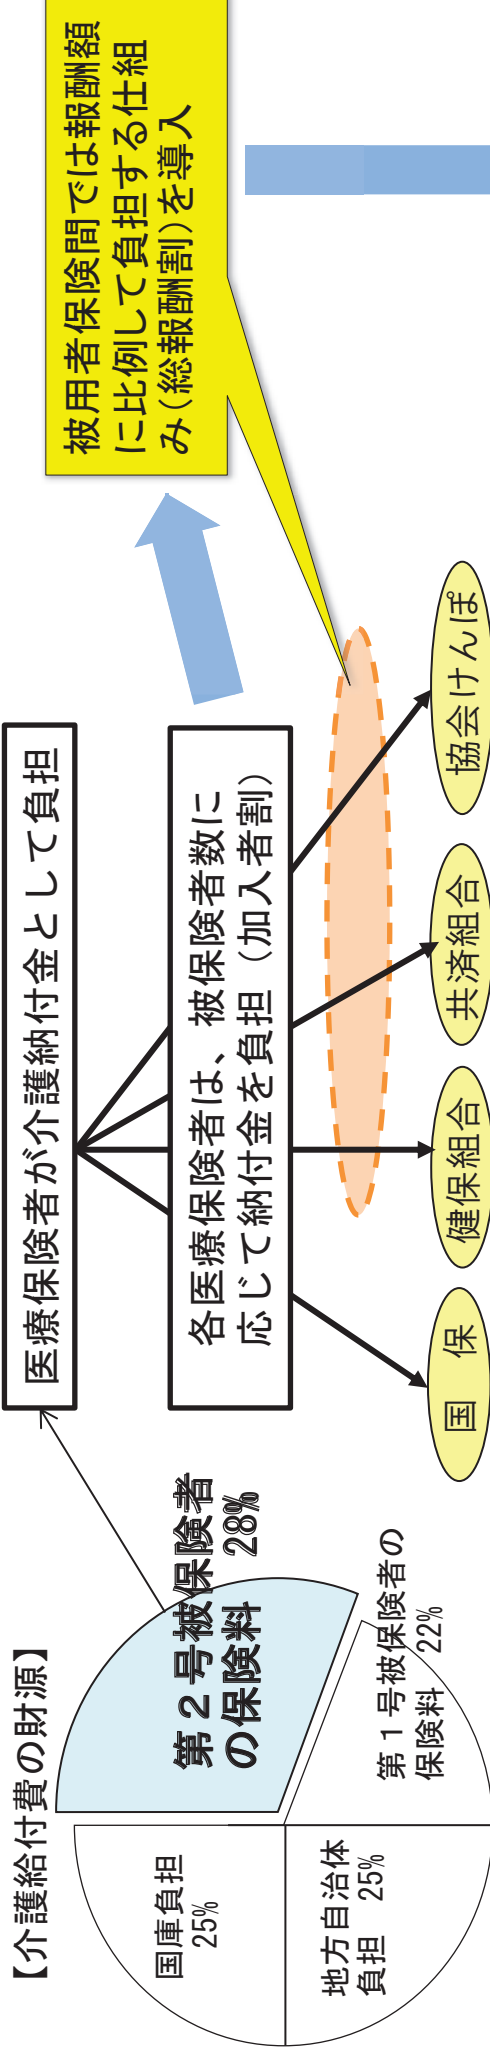 【介護給付費の財源】
国庫負担
25%
地方自治体
負担 25%
第２号被保険者
の保険料 28%
第１号被保険者の
保険料 22%
医療保険者が介護納付金として負担
各医療保険者は、被保険者数に
応じて納付金を負担（加入者割）
国 保
健保組合
共済組合
協会けんぽ
被用者保険間では報酬額
に比例して負担する仕組
み（総報酬割）を導入